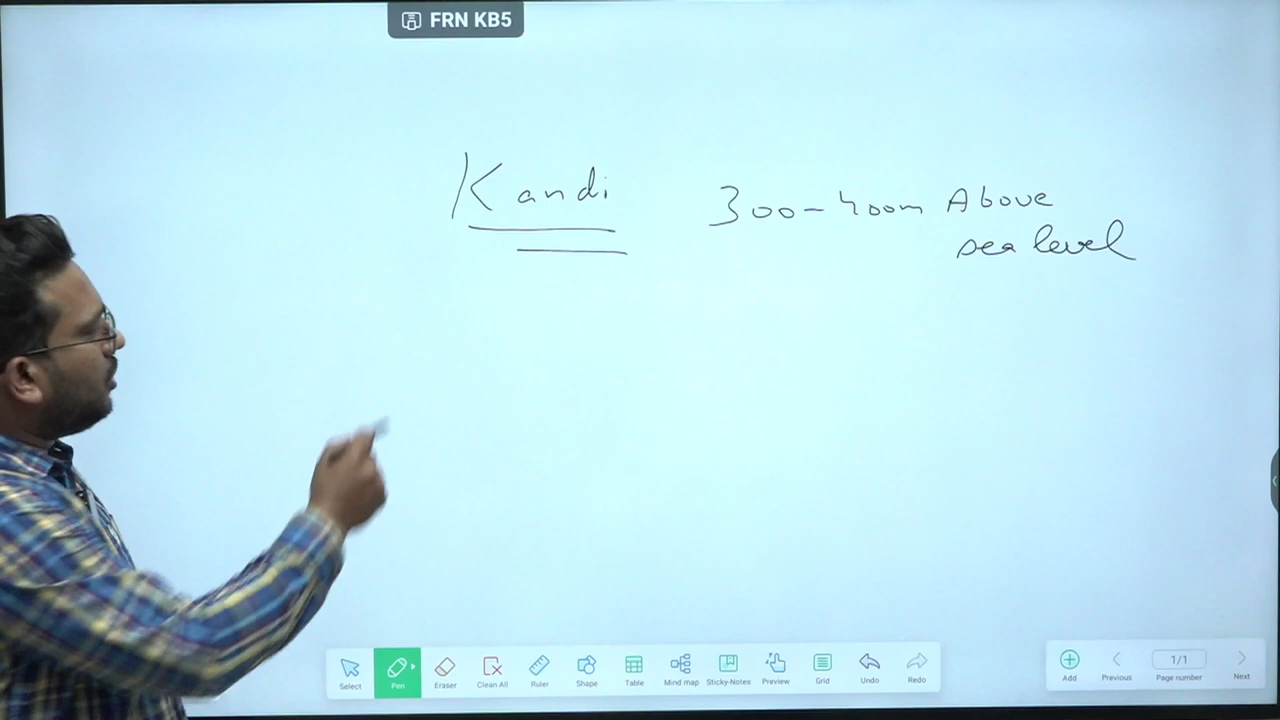 FRN KB5
Kandi 300-400m Above
sea level
Select Pen Eraser Clean All Ruler Shape Table Mind map Sticky-Notes Preview Grid Undo Redo
Add Previous 1/1 Page number Next